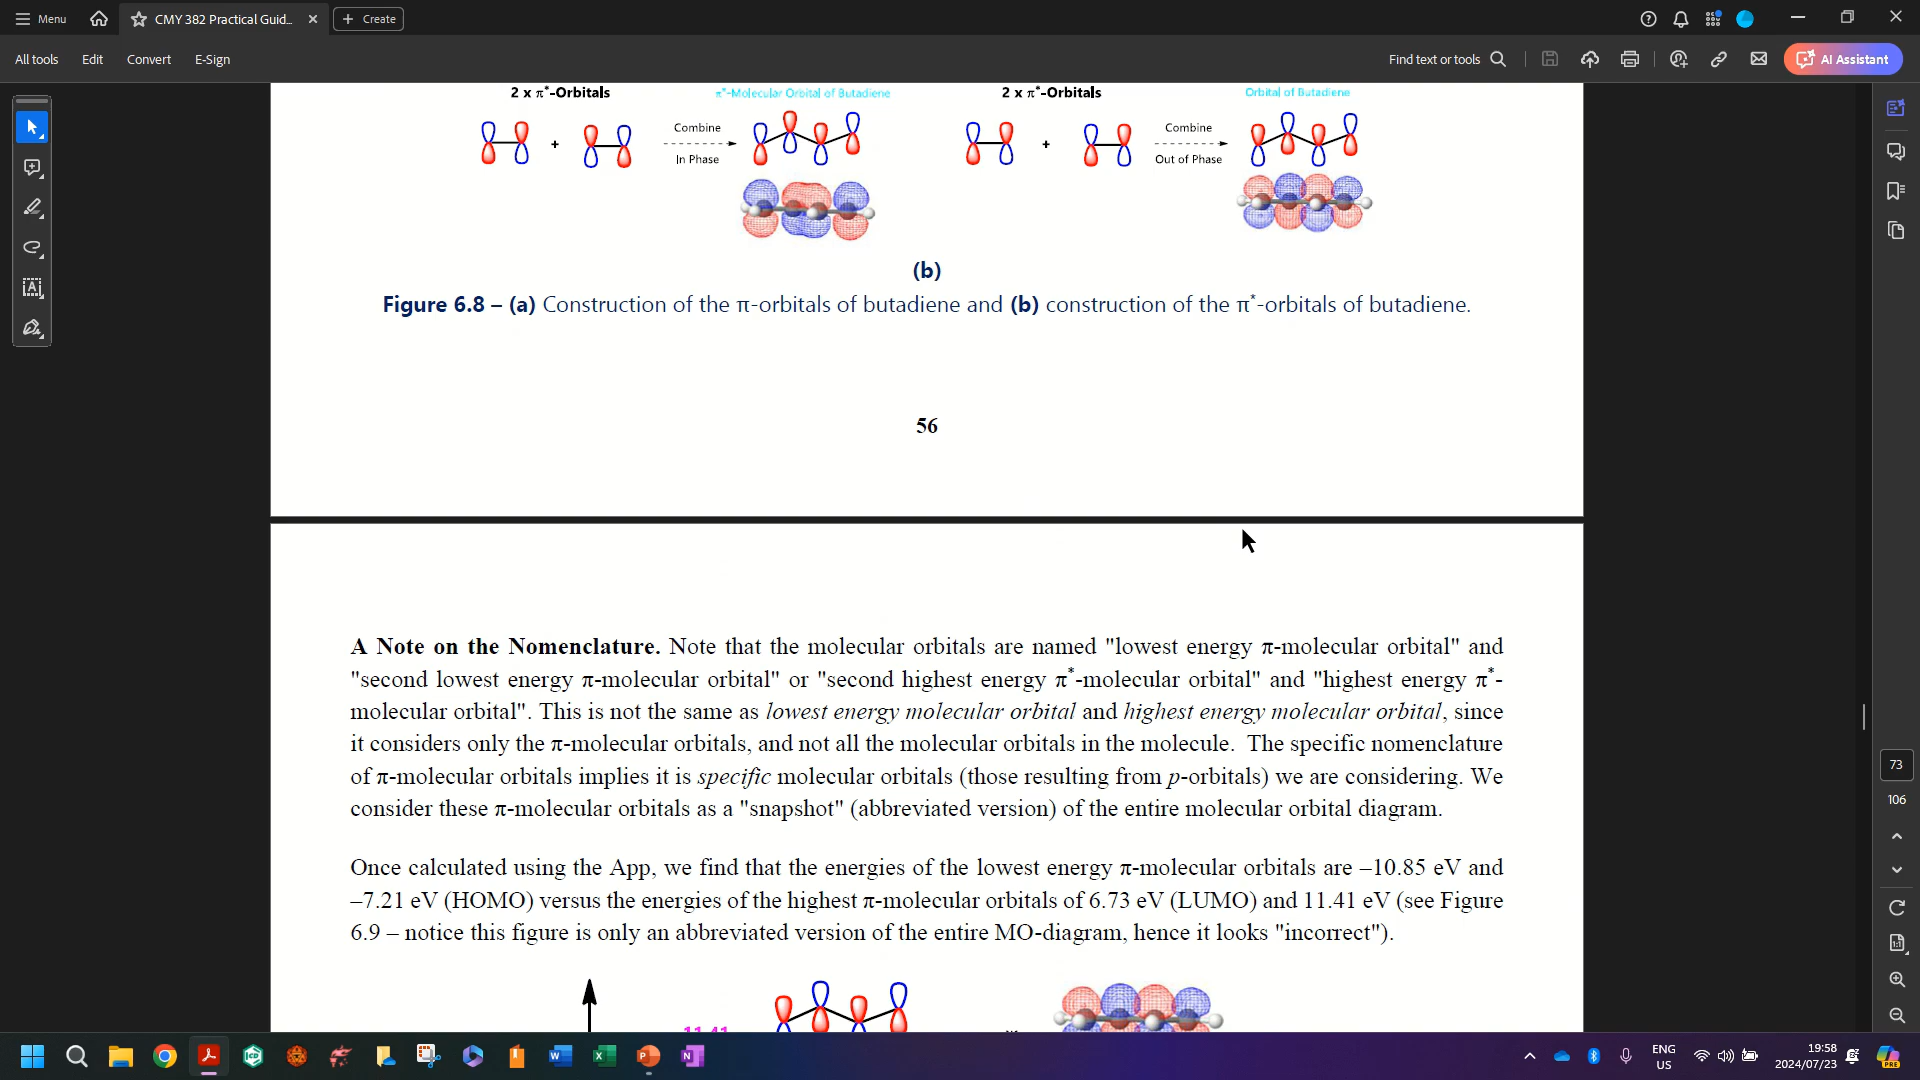 Menu
CMY 382 Practical Guid...
Create
All tools
Edit
Convert
E-Sign
Find text or tools
AI Assistant
2 x π*-Orbitals
π*-Molecular Orbital of Butadiene
2 x π*-Orbitals
Orbital of Butadiene
+
Combine
In Phase
+
Combine
Out of Phase
(b)
Figure 6.8 – (a) Construction of the π-orbitals of butadiene and (b) construction of the π*-orbitals of butadiene.
56
A Note on the Nomenclature. Note that the molecular orbitals are named "lowest energy π-molecular orbital" and
"second lowest energy π-molecular orbital" or "second highest energy π*-molecular orbital" and "highest energy π*-
molecular orbital". This is not the same as lowest energy molecular orbital and highest energy molecular orbital, since
it considers only the π-molecular orbitals, and not all the molecular orbitals in the molecule. The specific nomenclature
of π-molecular orbitals implies it is specific molecular orbitals (those resulting from p-orbitals) we are considering. We
consider these π-molecular orbitals as a "snapshot" (abbreviated version) of the entire molecular orbital diagram.
Once calculated using the App, we find that the energies of the lowest energy π-molecular orbitals are –10.85 eV and
–7.21 eV (HOMO) versus the energies of the highest π-molecular orbitals of 6.73 eV (LUMO) and 11.41 eV (see Figure
6.9 – notice this figure is only an abbreviated version of the entire MO-diagram, hence it looks "incorrect").
11.41
73
106
ENG
US
19:58
2024/07/23